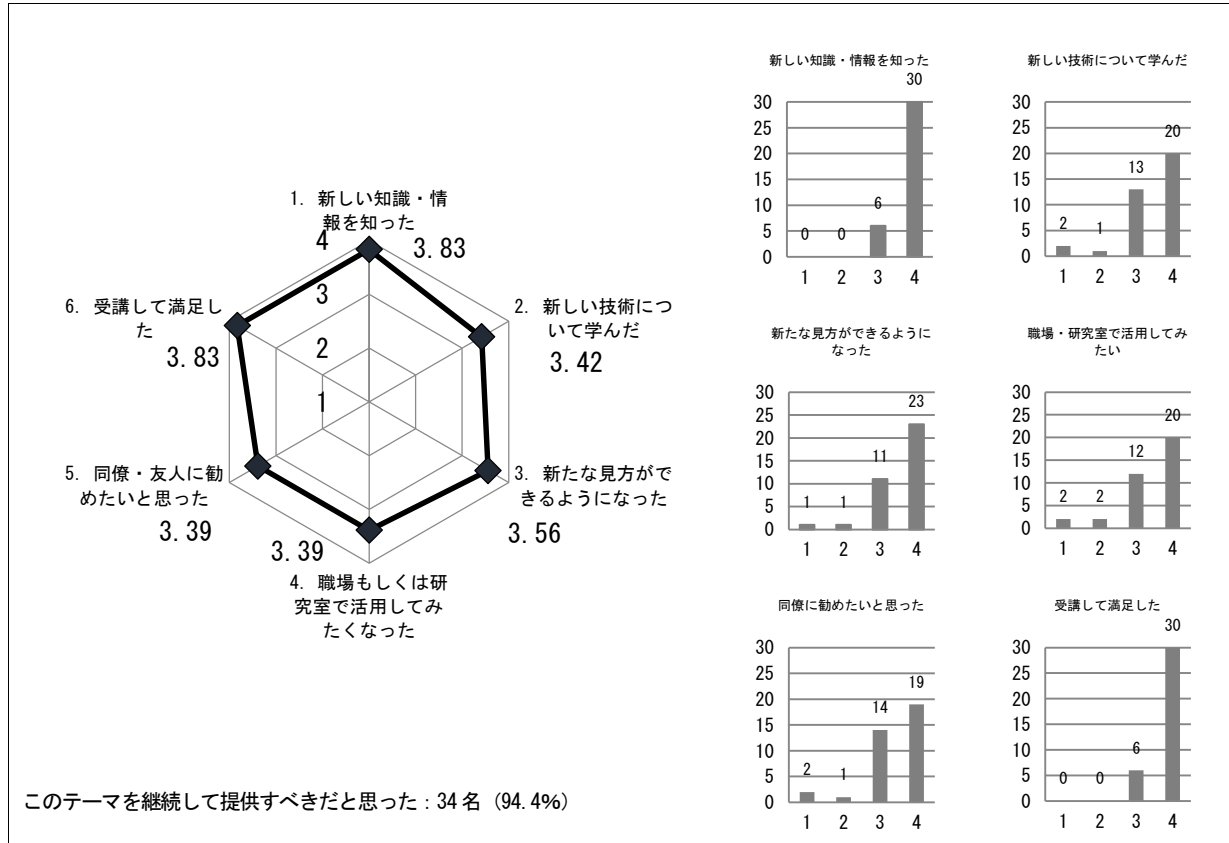 1. 新しい知識・情
報を知った
4
3.83
3
2
1
2. 新しい技術につ
いて学んだ
3.42
3. 新たな見方がで
きるようになった
3.56
4. 職場もしくは研
究室で活用してみ
たくなった
3.39
5. 同僚・友人に勧
めたいと思った
3.39
6. 受講して満足し
た
3.83
このテーマを継続して提供すべきだと思った：34名（94.4%）
新しい知識・情報を知った
30
30
25
20
15
10
5
0
0 0 6
1 2 3 4
新しい技術について学んだ
30
25
20
15
10
5
0
2 1 13 20
1 2 3 4
新たな見方ができるように
なった
30
25
20
15
10
5
0
1 1 11 23
1 2 3 4
職場・研究室で活用してみ
たい
30
25
20
15
10
5
0
2 2 12 20
1 2 3 4
同僚に勧めたいと思った
30
25
20
15
10
5
0
2 1 14 19
1 2 3 4
受講して満足した
30
30
25
20
15
10
5
0
0 0 6
1 2 3 4